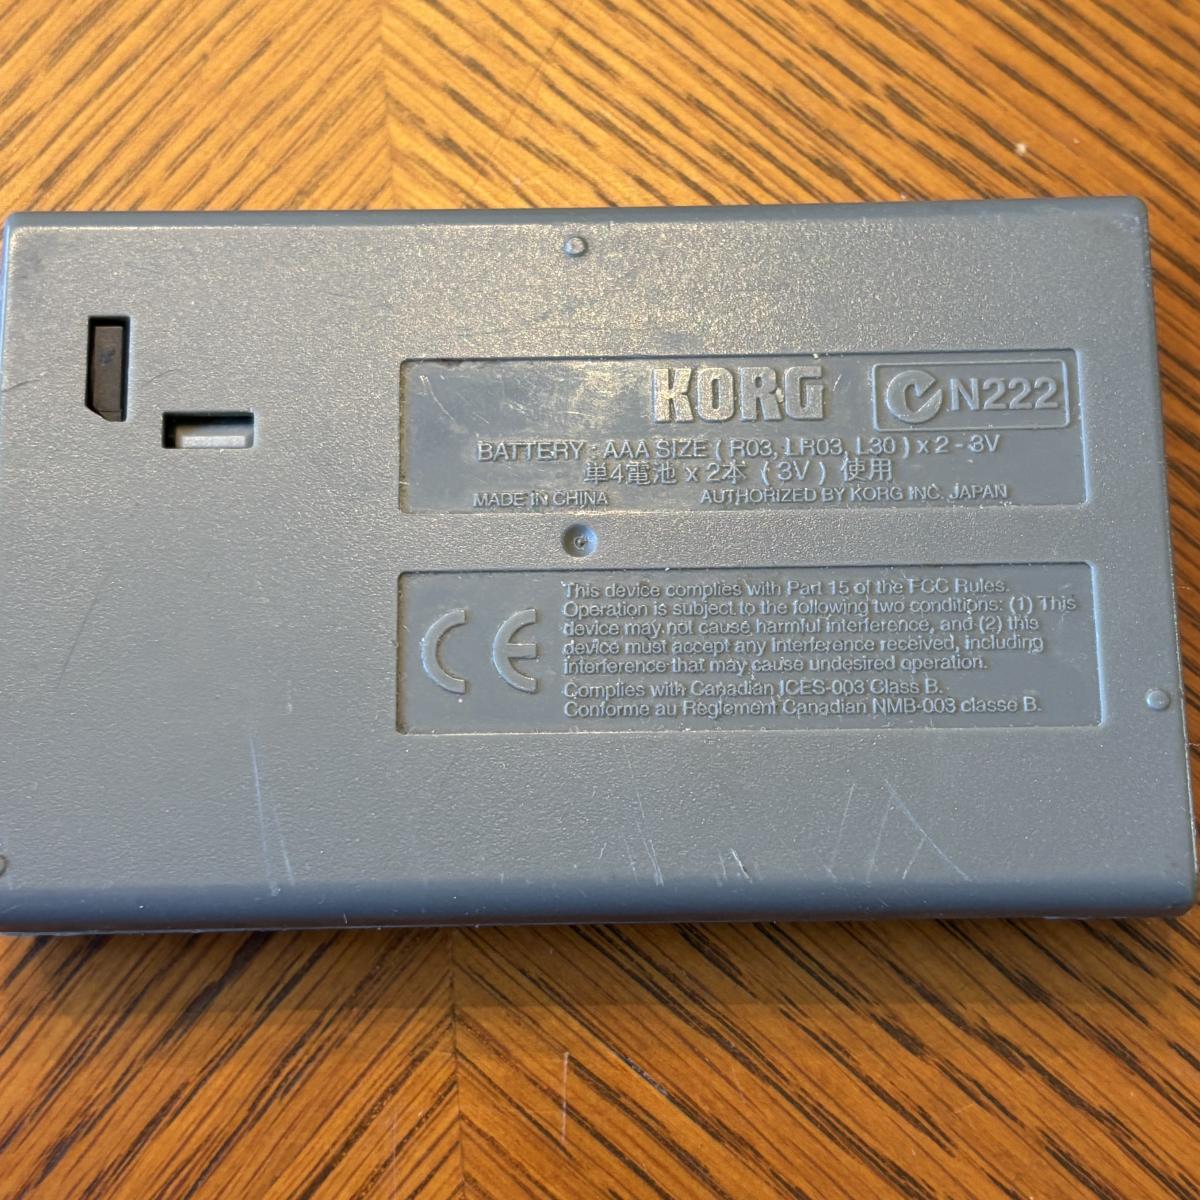 KORG
N222
BATTERY : AAA SIZE ( R03, LR03, L30 ) x 2 - 3V
単4電池 x 2本 ( 3V ) 使用
MADE IN CHINA AUTHORIZED BY KORG INC. JAPAN
This device complies with Part 15 of the FCC Rules.
Operation is subject to the following two conditions: (1) This
device may not cause harmful interference, and (2) this
device must accept any interference received, including
interference that may cause undesired operation.
CE
Complies with Canadian ICES-003 Class B.
Conforme au Règlement Canadian NMB-003 classe B.